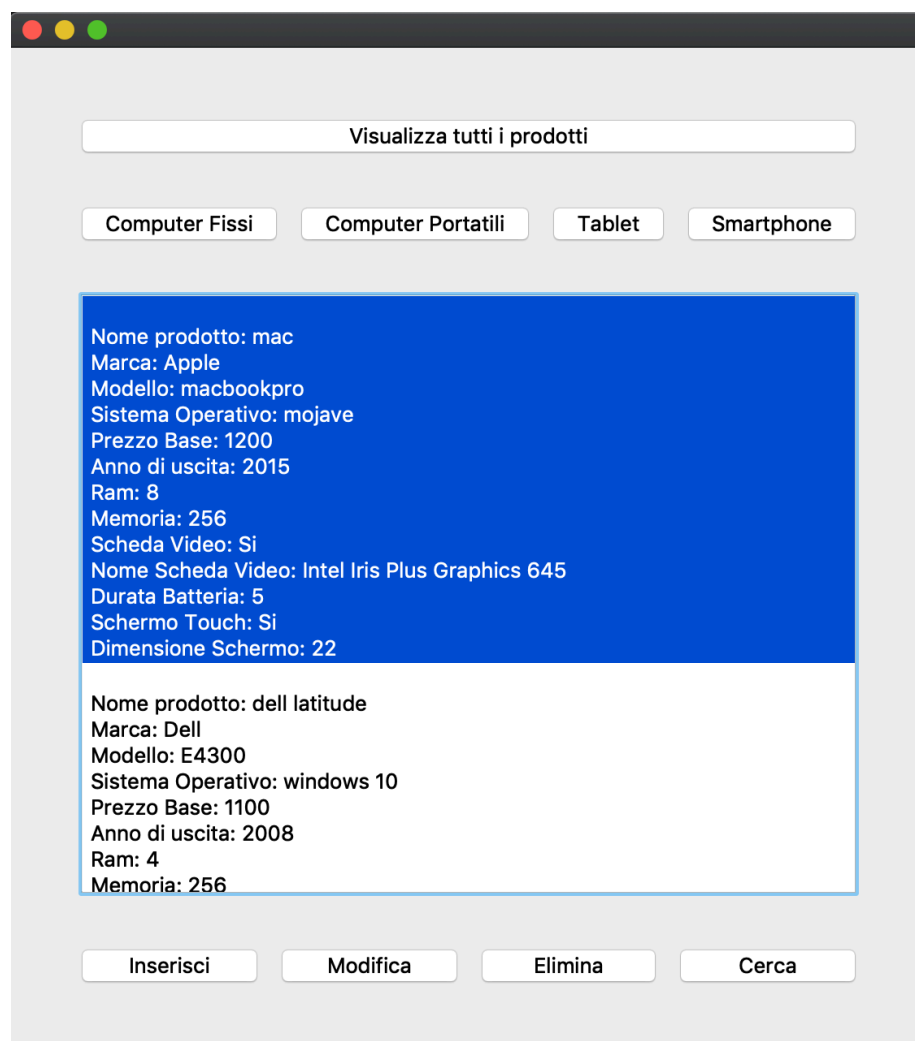 Visualizza tutti i prodotti
Computer Fissi
Computer Portatili
Tablet
Smartphone
Nome prodotto: mac
Marca: Apple
Modello: macbookpro
Sistema Operativo: mojave
Prezzo Base: 1200
Anno di uscita: 2015
Ram: 8
Memoria: 256
Scheda Video: Si
Nome Scheda Video: Intel Iris Plus Graphics 645
Durata Batteria: 5
Schermo Touch: Si
Dimensione Schermo: 22
Nome prodotto: dell latitude
Marca: Dell
Modello: E4300
Sistema Operativo: windows 10
Prezzo Base: 1100
Anno di uscita: 2008
Ram: 4
Memoria: 256
Inserisci
Modifica
Elimina
Cerca